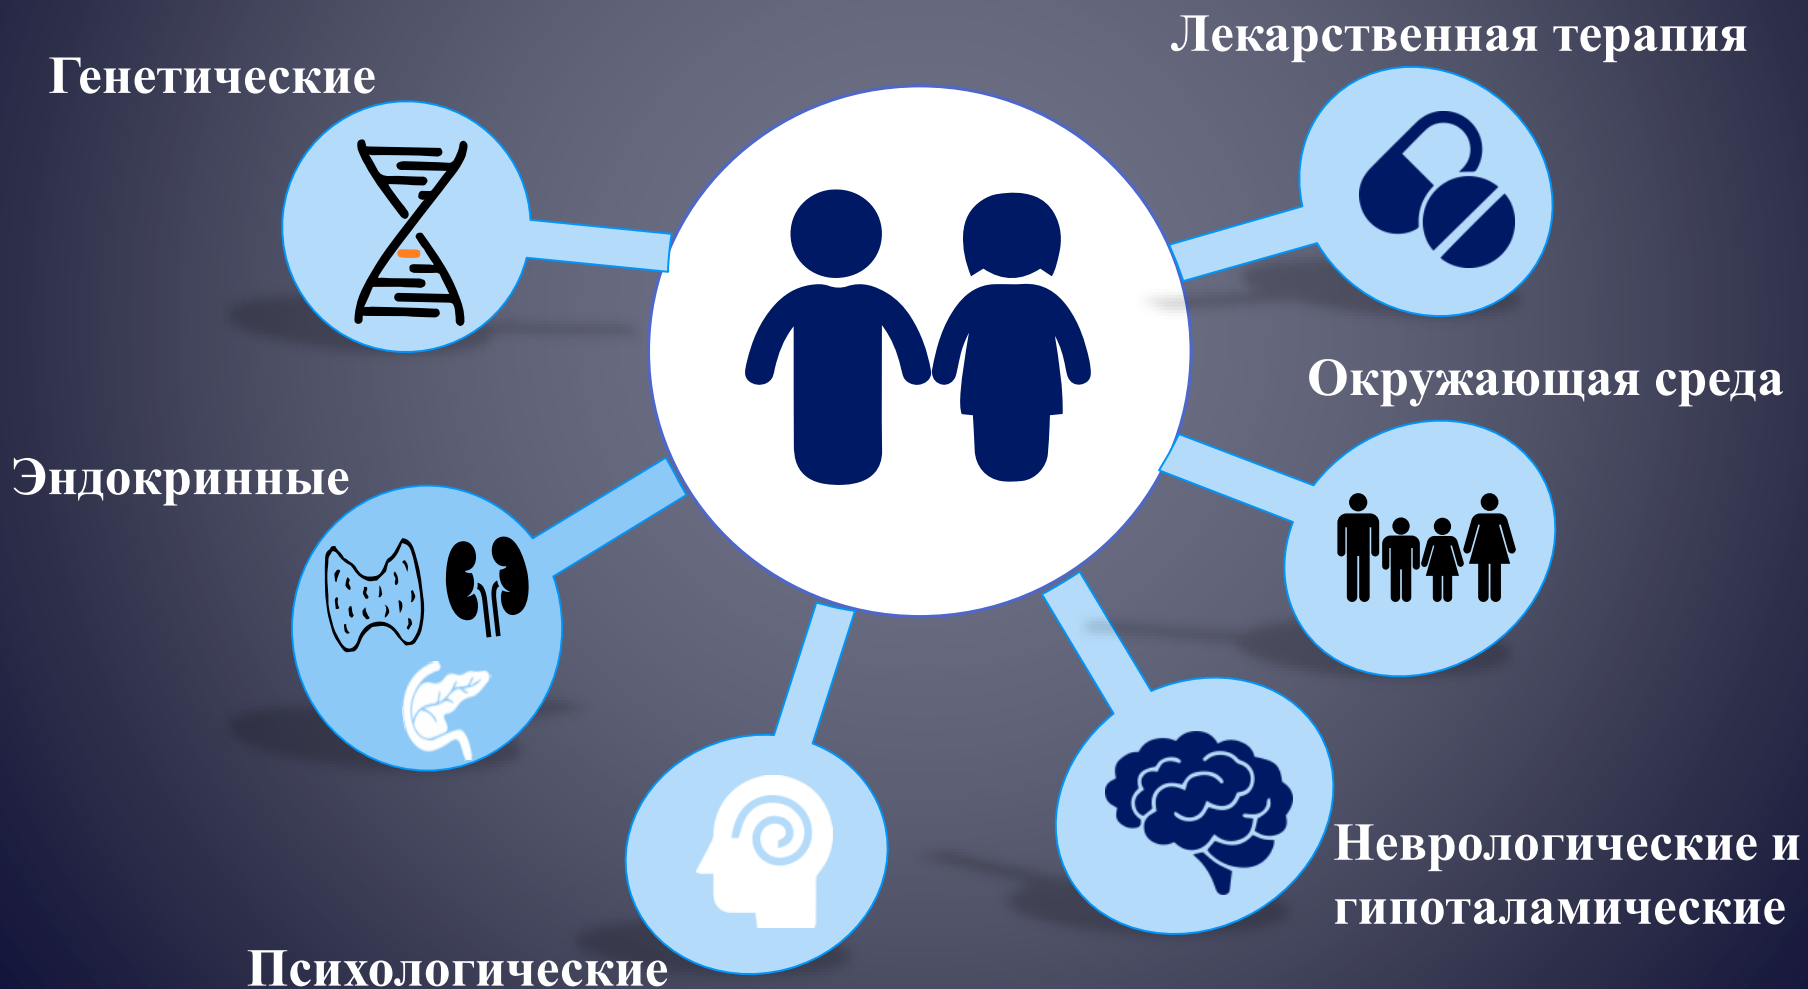 Лекарственная терапия
Генетические
Окружающая среда
Эндокринные
Неврологические и
гипоталамические
Психологические